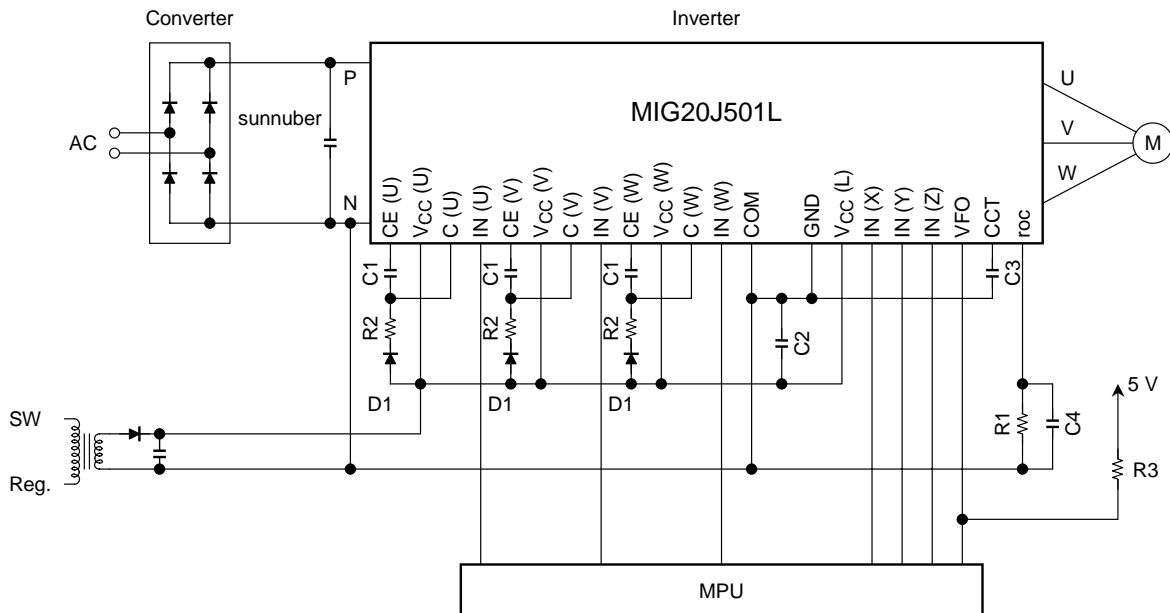 Converter
Inverter
P
MIG20J501L
U
sunnuber
AC
V
M
W
N
CE (U)
VCC (U)
C (U)
IN (U)
CE (V)
VCC (V)
C (V)
IN (V)
CE (W)
VCC (W)
C (W)
IN (W)
COM
GND
VCC (L)
IN (X)
IN (Y)
IN (Z)
VFO
CCT
roc
C1
C1
C1
C3
R2
R2
R2
C2
D1
D1
D1
5 V
SW
R1
C4
R3
Reg.
MPU